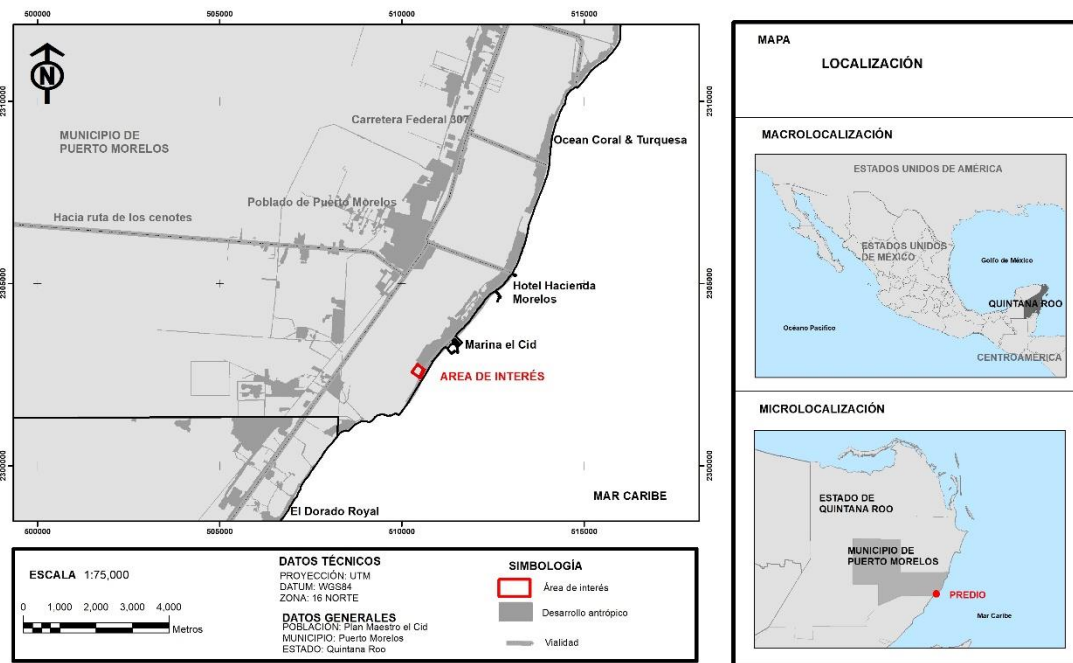 500000
505000
510000
515000
N
2310000
2310000
Carretera Federal 307
MUNICIPIO DE
PUERTO MORELOS
Ocean Coral & Turquesa
Poblado de Puerto Morelos
Hacia ruta de los cenotes
2305000
2305000
Hotel Hacienda
Morelos
Marina el Cid
AREA DE INTERÉS
2300000
2300000
MAR CARIBE
El Dorado Royal
500000
505000
510000
515000
ESCALA 1:75,000
0 1,000 2,000 3,000 4,000
Metros
DATOS TÉCNICOS
PROYECCIÓN: UTM
DATUM: WGS84
ZONA: 16 NORTE
DATOS GENERALES
POBLACIÓN: Plan Maestro el Cid
MUNICIPIO: Puerto Morelos
ESTADO: Quintana Roo
SIMBOLOGÍA
Área de interés
Desarrollo antrópico
Vialidad
MAPA
LOCALIZACIÓN
MACROLOCALIZACIÓN
ESTADOS UNIDOS DE AMÉRICA
ESTADOS UNIDOS
DE MÉXICO
Golfo de México
QUINTANA ROO
Océano Pacífico
CENTROAMÉRICA
MICROLOCALIZACIÓN
ESTADO DE
QUINTANA ROO
MUNICIPIO DE
PUERTO MORELOS
PREDIO
Mar Caribe